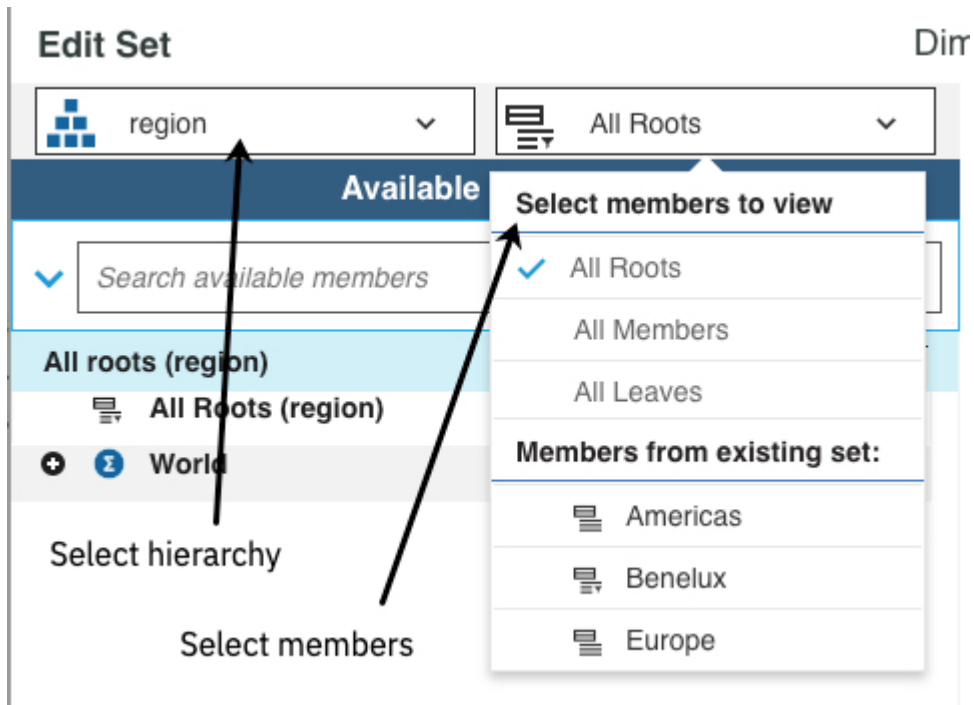 Edit Set
Dim
region
All Roots
Available
Select members to view
Search available members
All Roots
All Members
All roots (region)
All Leaves
All Roots (region)
Members from existing set:
World
Americas
Select hierarchy
Benelux
Select members
Europe